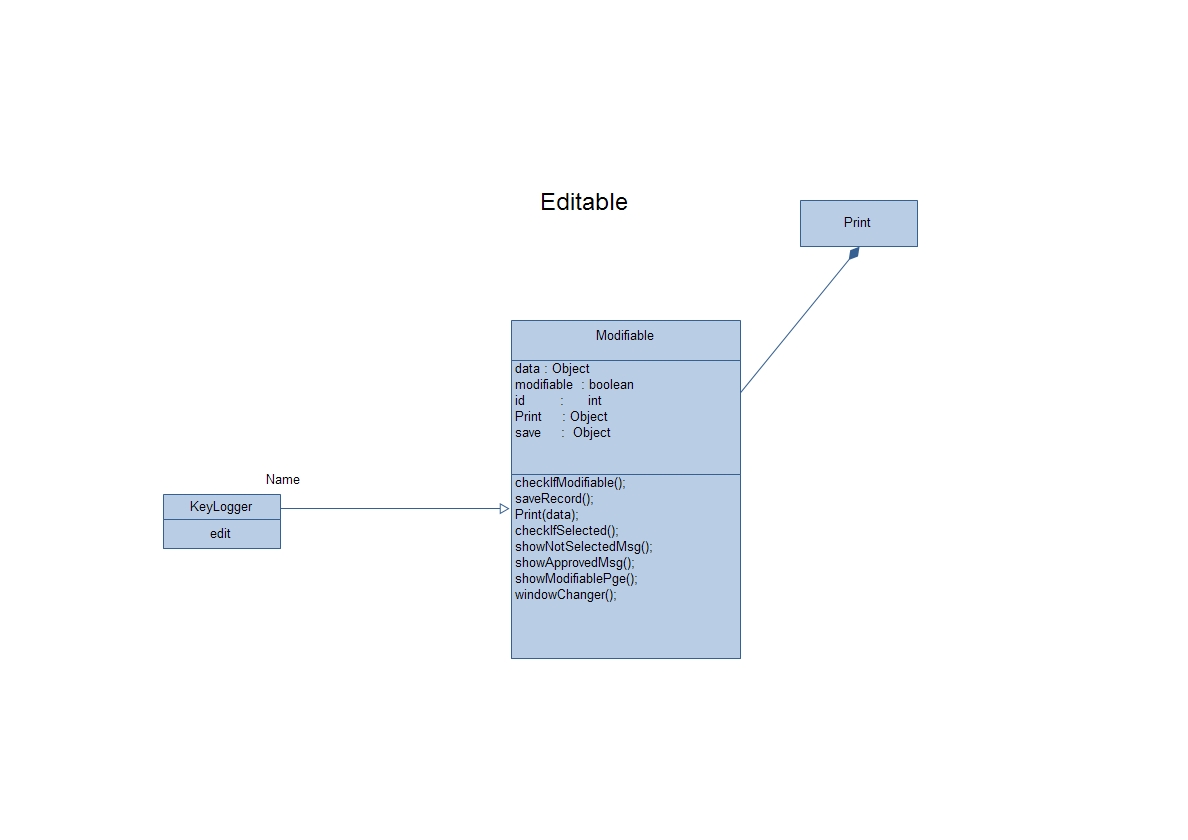 Editable
Print
Modifiable
data : Object
modifiable : boolean
id : int
Print : Object
save : Object
Name
KeyLogger
edit
checkIfModifiable();
saveRecord();
Print(data);
checkIfSelected();
showNotSelectedMsg();
showApprovedMsg();
showModifiablePge();
windowChanger();